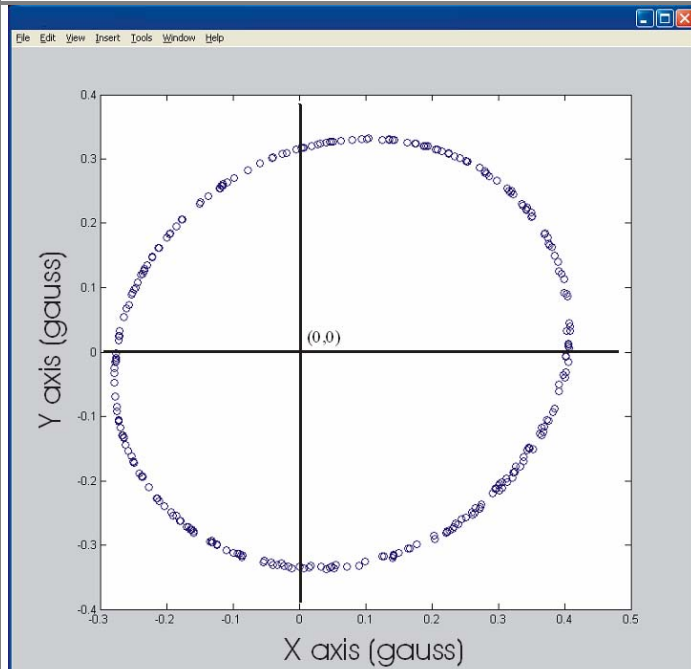 File Edit View Insert Tools Window Help
0.4
0.3
0.2
0.1
0
-0.1
-0.2
-0.3
-0.4
Y axis (gauss)
(0,0)
-0.3 -0.2 -0.1 0 0.1 0.2 0.3 0.4 0.5
X axis (gauss)